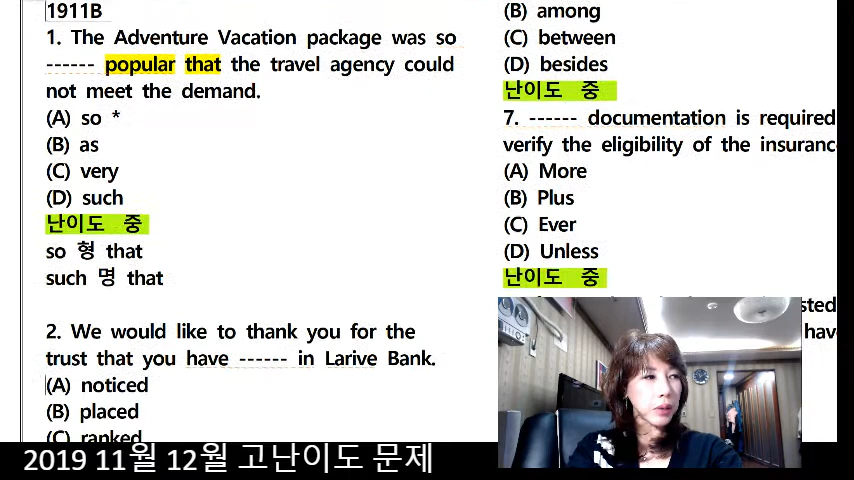 1911B
1. The Adventure Vacation package was so
------ popular that the travel agency could
not meet the demand.
(A) so *
(B) as
(C) very
(D) such
난이도 중
so 형 that
such 명 that
2. We would like to thank you for the
trust that you have ------ in Larive Bank.
(A) noticed
(B) placed
(C) ranked
(B) among
(C) between
(D) besides
난이도 중
7. ------ documentation is required
verify the eligibility of the insuranc
(A) More
(B) Plus
(C) Ever
(D) Unless
난이도 중
sted
hav
2019 11월 12월 고난이도 문제